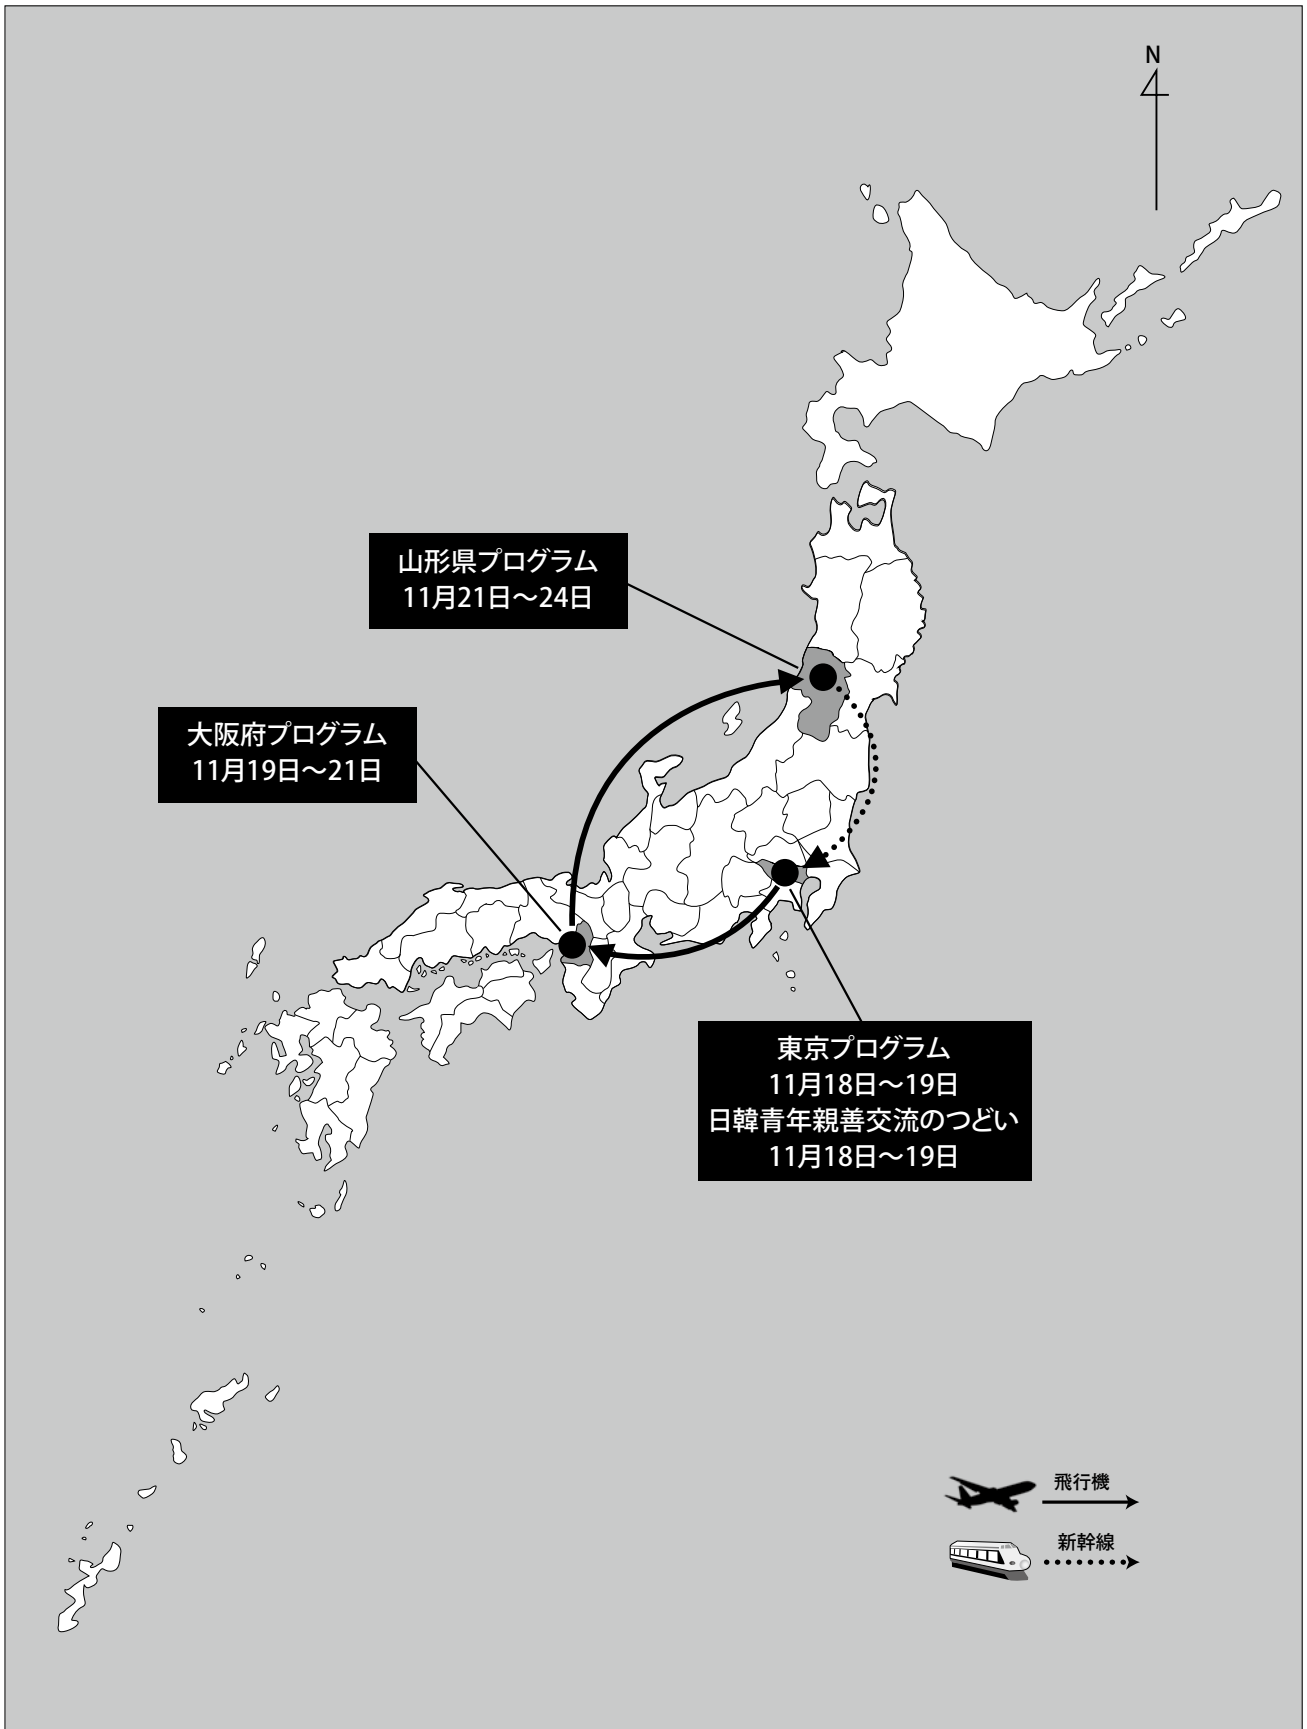 N
山形県プログラム
11月21日～24日
大阪府プログラム
11月19日～21日
東京プログラム
11月18日～19日
日韓青年親善交流のつどい
11月18日～19日
飛行機
新幹線